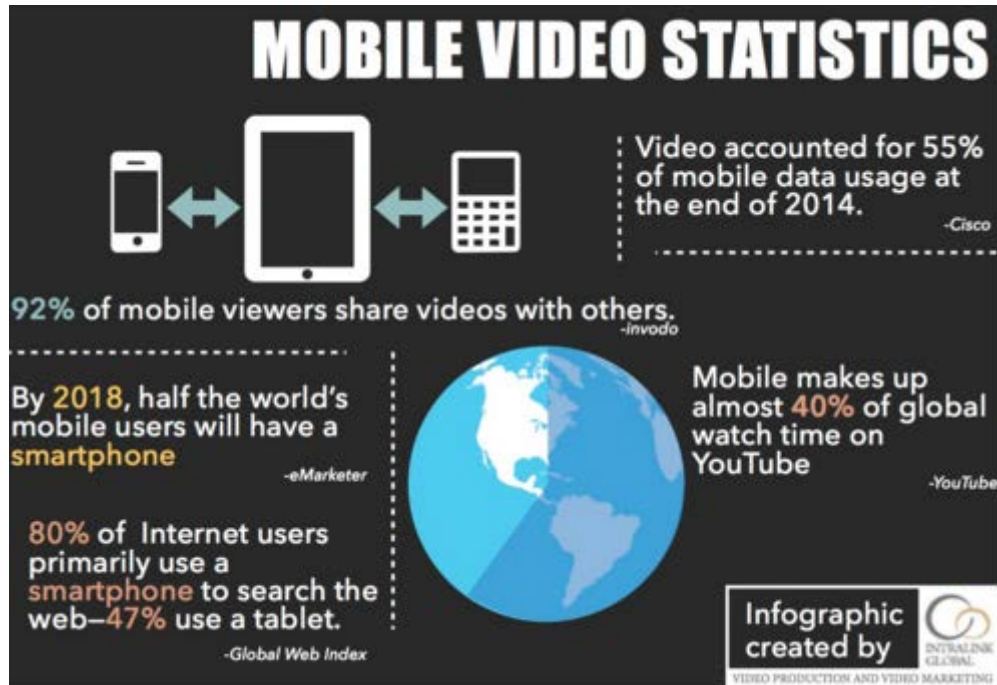 MOBILE VIDEO STATISTICS
Video accounted for 55%
of mobile data usage at
the end of 2014.
-Cisco
92% of mobile viewers share videos with others.
-invodo
By 2018, half the world's
mobile users will have a
smartphone
-eMarketer
Mobile makes up
almost 40% of global
watch time on
YouTube
-YouTube
80% of Internet users
primarily use a
smartphone to search the
web—47% use a tablet.
-Global Web Index
Infographic
created by
INTRALINK
GLOBAL
VIDEO PRODUCTION AND VIDEO MARKETING